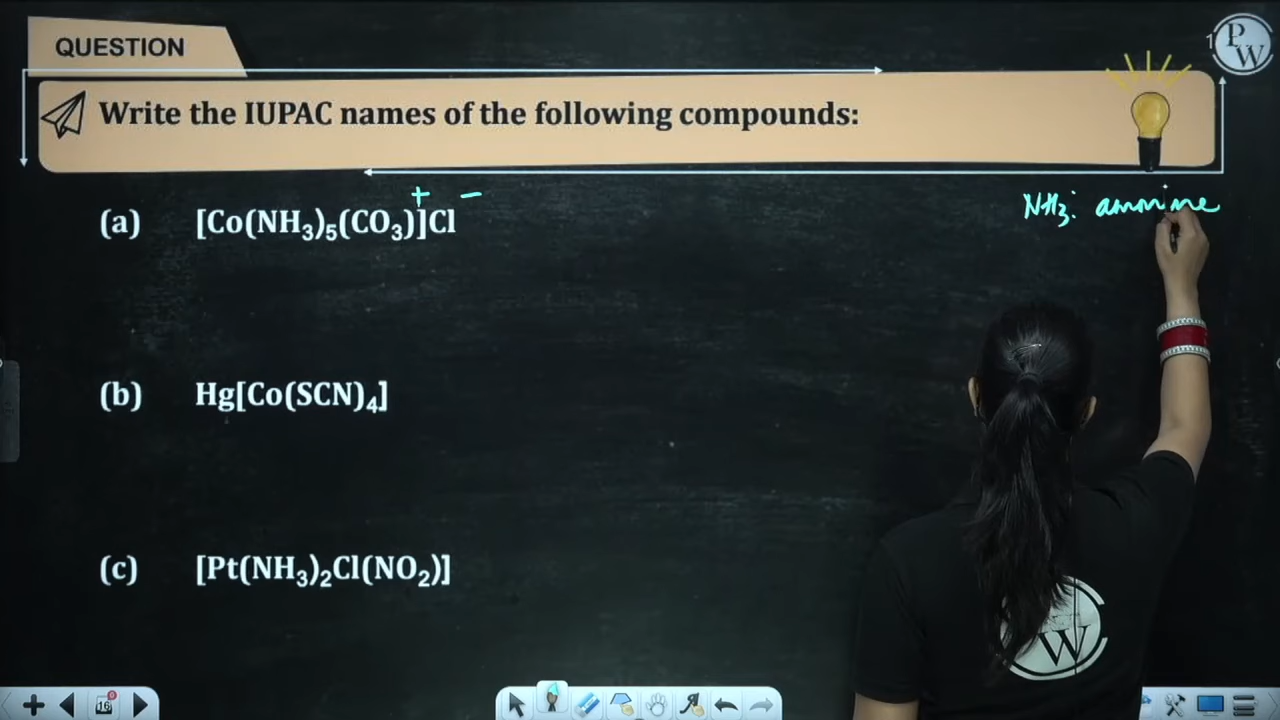 QUESTION
PW
Write the IUPAC names of the following compounds:
+ −
(a) [Co(NH₃)₅(CO₃)]Cl
NH₃: ammine
(b) Hg[Co(SCN)₄]
(c) [Pt(NH₃)₂Cl(NO₂)]
W
16